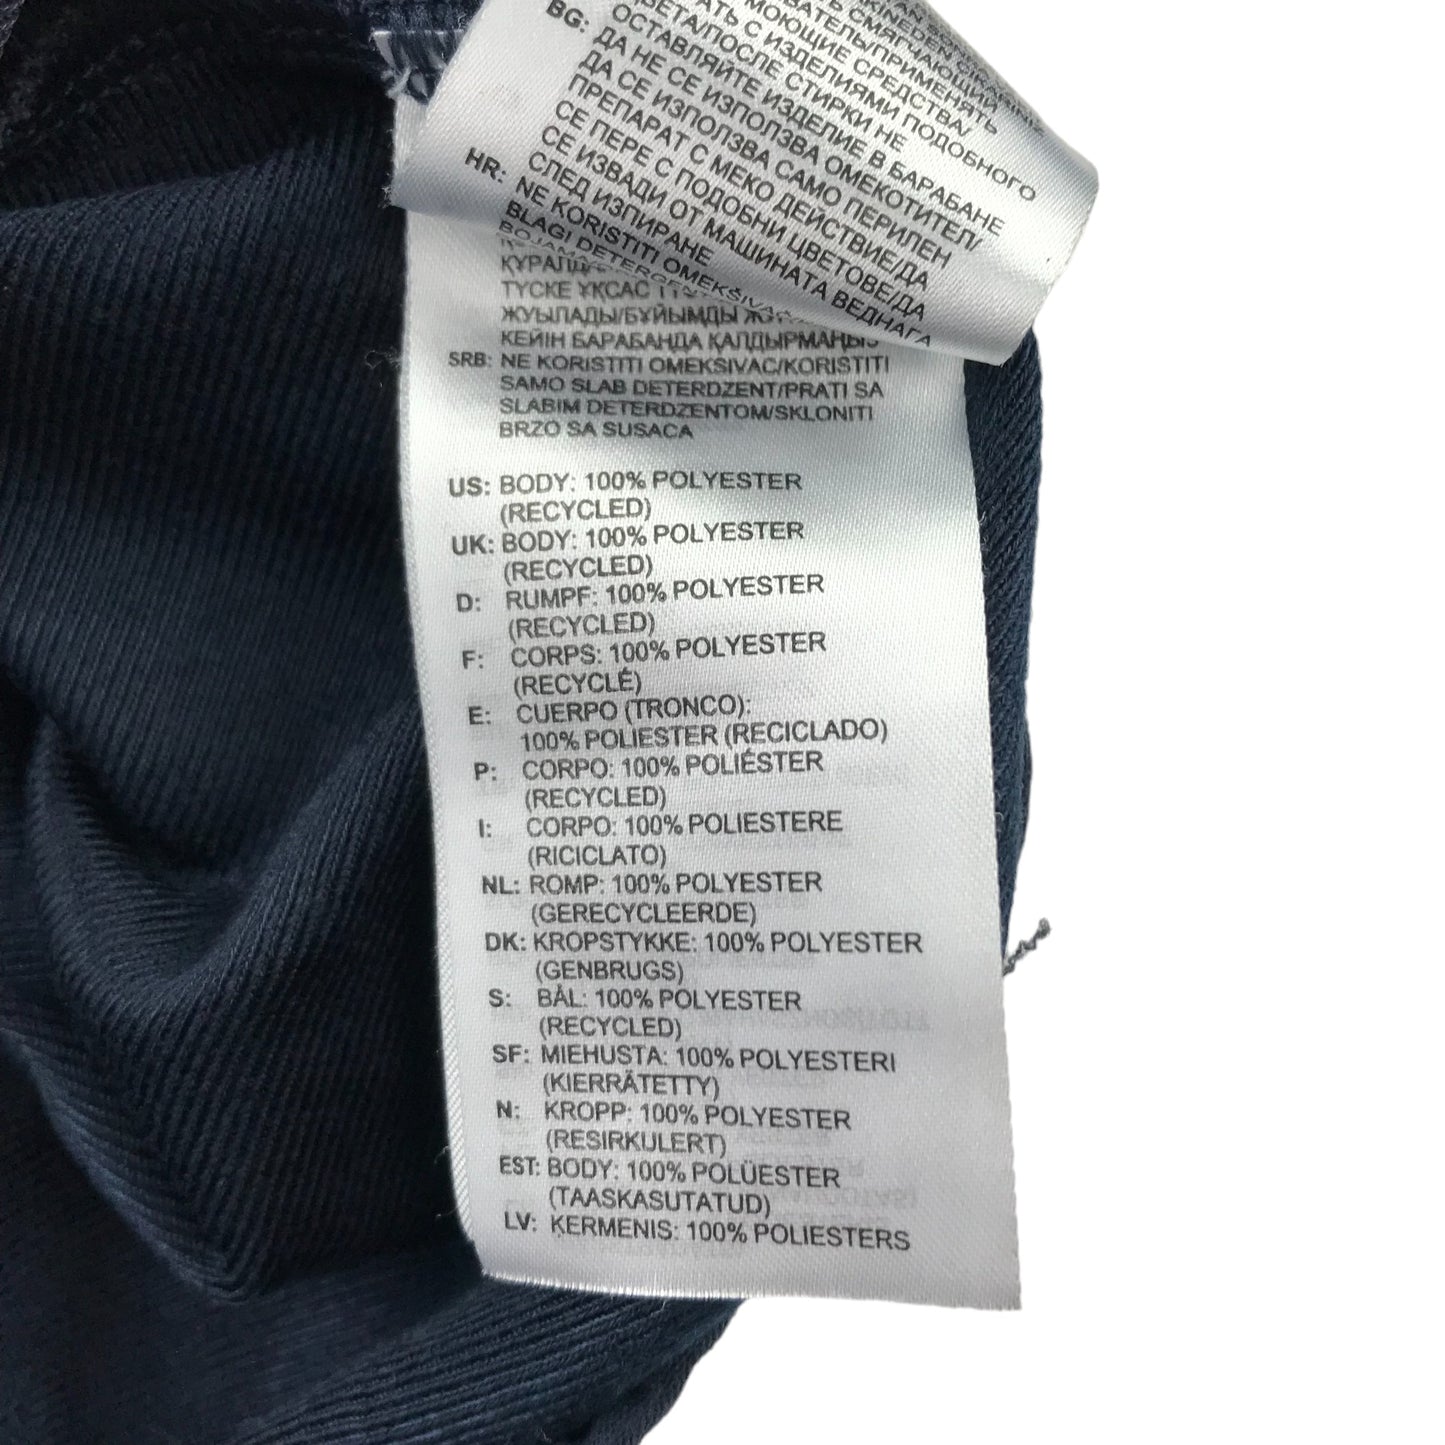 ОСТАВЛЯЙТЕ ИЗДЕЛИЕ В БАРАБАНЕ
BG: ДА НЕ СЕ ИЗПОЛЗВА ОМЕКОТИТЕЛ/
ДА СЕ ИЗПОЛЗВА САМО ПЕРИЛЕН
ПРЕПАРАТ С МЕКО ДЕЙСТВИЕ/ДА
СЕ ПЕРЕ С ПОДОБНИ ЦВЕТОВЕ/ДА
СЕ ИЗВАДИ ОТ МАШИНАТА ВЕДНАГА
СЛЕД ИЗПИРАНЕ
HR: NE KORISTITI OMEKŠIVAČ
BLAGI
ТҮСКЕ ҰҚСАС
ЖУЫЛАДЫ/БҰЙЫМДЫ
КЕЙІН БАРАБАНДА ҚАЛДЫРМАҢЫЗ
SRB: NE KORISTITI OMEKSIVAC/KORISTITI
SAMO SLAB DETERDZENT/PRATI SA
SLABIM DETERDZENTOM/SKLONITI
BRZO SA SUSACA
US: BODY: 100% POLYESTER
(RECYCLED)
UK: BODY: 100% POLYESTER
(RECYCLED)
D: RUMPF: 100% POLYESTER
(RECYCLED)
F: CORPS: 100% POLYESTER
(RECYCLÉ)
E: CUERPO (TRONCO):
100% POLIESTER (RECICLADO)
P: CORPO: 100% POLIÉSTER
(RECYCLED)
I: CORPO: 100% POLIESTERE
(RICICLATO)
NL: ROMP: 100% POLYESTER
(GERECYCLEERDE)
DK: KROPSTYKKE: 100% POLYESTER
(GENBRUGS)
S: BÅL: 100% POLYESTER
(RECYCLED)
SF: MIEHUSTA: 100% POLYESTERI
(KIERRÄTETTY)
N: KROPP: 100% POLYESTER
(RESIRKULERT)
EST: BODY: 100% POLÜESTER
(TAASKASUTATUD)
LV: ĶERMENIS: 100% POLIESTERS